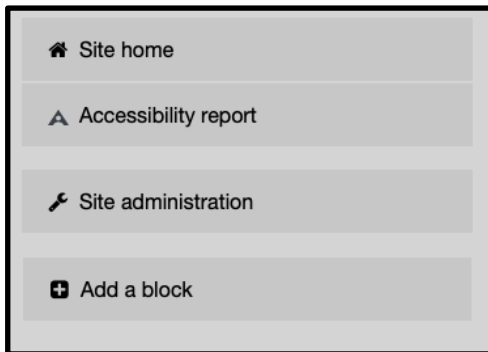 Site home
Accessibility report
Site administration
Add a block